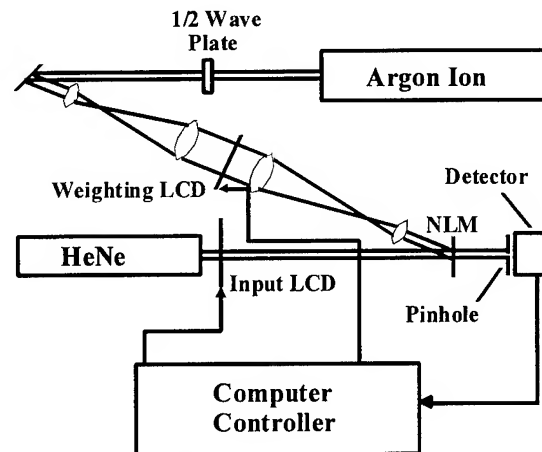 1/2 Wave
Plate
Argon Ion
Weighting LCD
Detector
NLM
HeNe
Input LCD
Pinhole
Computer
Controller